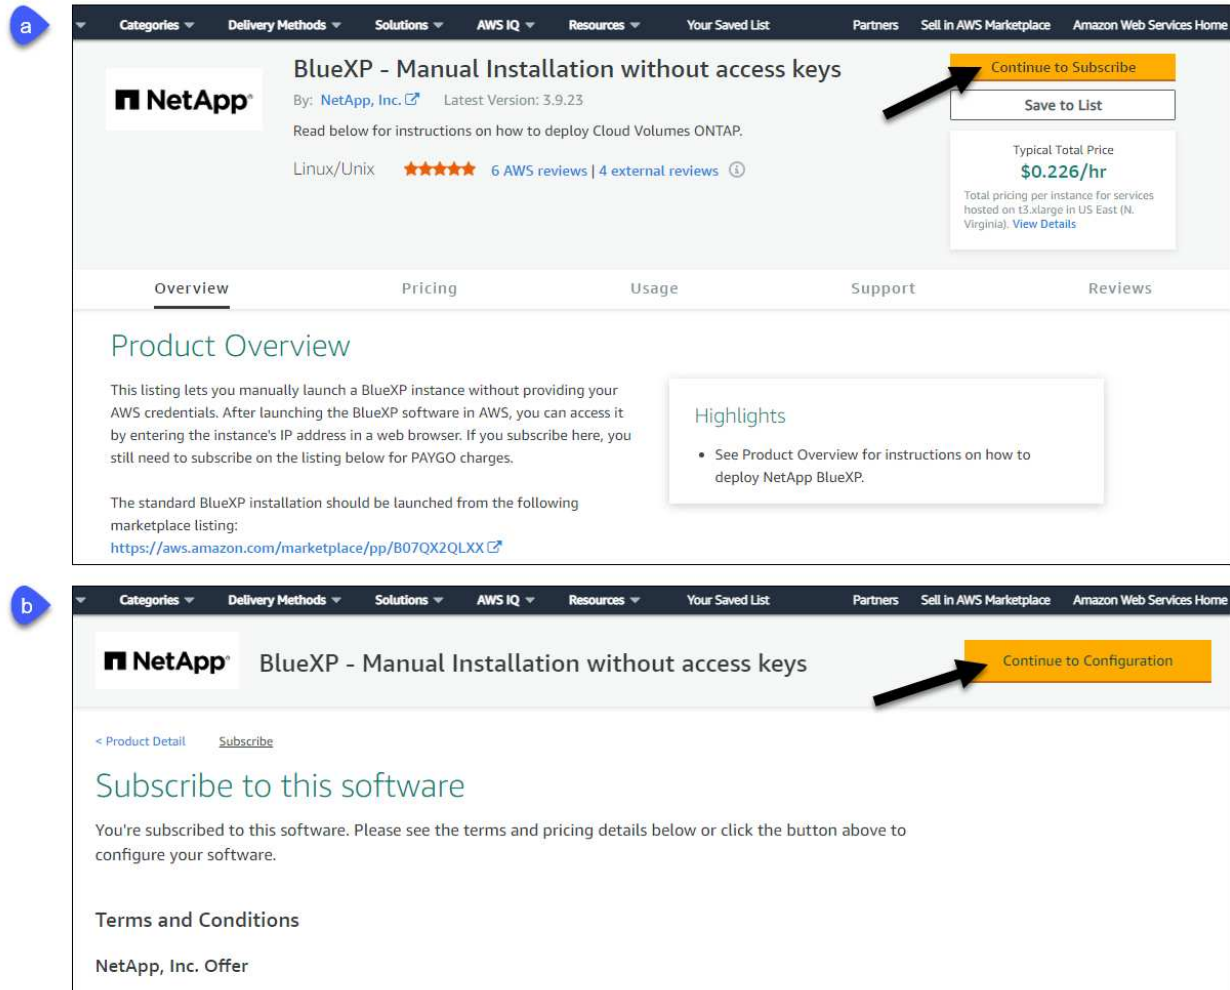 a
Categories Delivery Methods Solutions AWS IQ Resources Your Saved List Partners Sell in AWS Marketplace Amazon Web Services Home
NetApp
BlueXP - Manual Installation without access keys
By: NetApp, Inc. Latest Version: 3.9.23
Read below for instructions on how to deploy Cloud Volumes ONTAP.
Linux/Unix 6 AWS reviews | 4 external reviews
Continue to Subscribe
Save to List
Typical Total Price
$0.226/hr
Total pricing per instance for services
hosted on t3.xlarge in US East (N.
Virginia). View Details
Overview Pricing Usage Support Reviews
Product Overview
This listing lets you manually launch a BlueXP instance without providing your
AWS credentials. After launching the BlueXP software in AWS, you can access it
by entering the instance's IP address in a web browser. If you subscribe here, you
still need to subscribe on the listing below for PAYGO charges.
The standard BlueXP installation should be launched from the following
marketplace listing:
https://aws.amazon.com/marketplace/pp/B07QX2QLXX
Highlights
• See Product Overview for instructions on how to
deploy NetApp BlueXP.
b
Categories Delivery Methods Solutions AWS IQ Resources Your Saved List Partners Sell in AWS Marketplace Amazon Web Services Home
NetApp
BlueXP - Manual Installation without access keys
Continue to Configuration
< Product Detail Subscribe
Subscribe to this software
You're subscribed to this software. Please see the terms and pricing details below or click the button above to
configure your software.
Terms and Conditions
NetApp, Inc. Offer